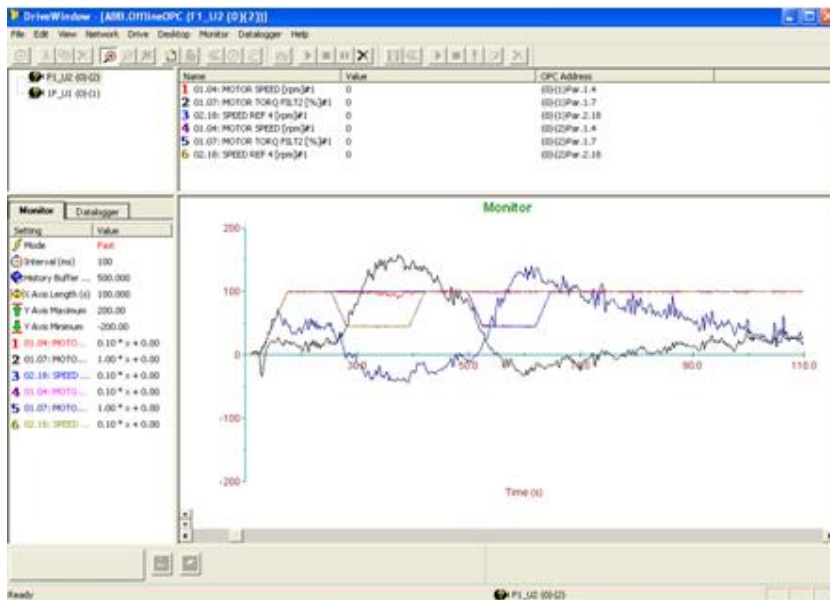 DriveWindow - [ABB.OfflineOPC (F1_U2 {0}{2})]
File Edit View Network Drive Desktop Monitor Datalogger Help
F1_U2 {0}{2}
1F_U1 {0}{1}
Name Value OPC Address
1 01.04: MOTOR SPEED [rpm]#1 0 {0}{1}Par.1.4
2 01.07: MOTOR TORQ FILT2 [%]#1 0 {0}{1}Par.1.7
3 02.18: SPEED REF 4 [rpm]#1 0 {0}{1}Par.2.18
4 01.04: MOTOR SPEED [rpm]#1 0 {0}{2}Par.1.4
5 01.07: MOTOR TORQ FILT2 [%]#1 0 {0}{2}Par.1.7
6 02.18: SPEED REF 4 [rpm]#1 0 {0}{2}Par.2.18
Monitor Datalogger
Setting Value
Mode Fast
Interval (ms) 100
History Buffer ... 500.000
X Axis Length (s) 100.000
Y Axis Maximum 200.00
Y Axis Minimum -200.00
1 01.04: MOTO... 0.10 * x + 0.00
2 01.07: MOTO... 1.00 * x + 0.00
3 02.18: SPEED ... 0.10 * x + 0.00
4 01.04: MOTO... 0.10 * x + 0.00
5 01.07: MOTO... 1.00 * x + 0.00
6 02.18: SPEED ... 0.10 * x + 0.00
Monitor
200
100
0
-100
-200
30.0 50.0 70.0 90.0 110.0
Time (s)
Ready F1_U2 {0}{2}